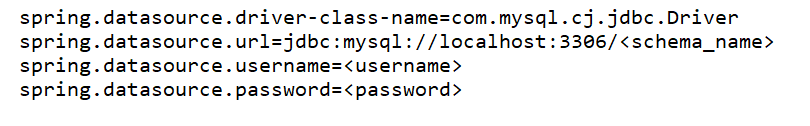 spring.datasource.driver-class-name=com.mysql.cj.jdbc.Driver
spring.datasource.url=jdbc:mysql://localhost:3306/<schema_name>
spring.datasource.username=<username>
spring.datasource.password=<password>